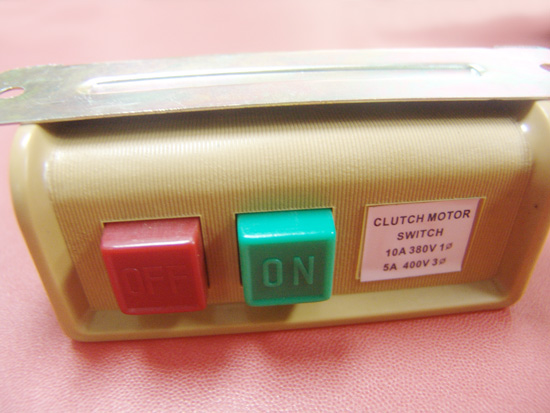 OFF
ON
CLUTCH MOTOR
SWITCH
10A 380V 1Ø
5A 400V 3Ø